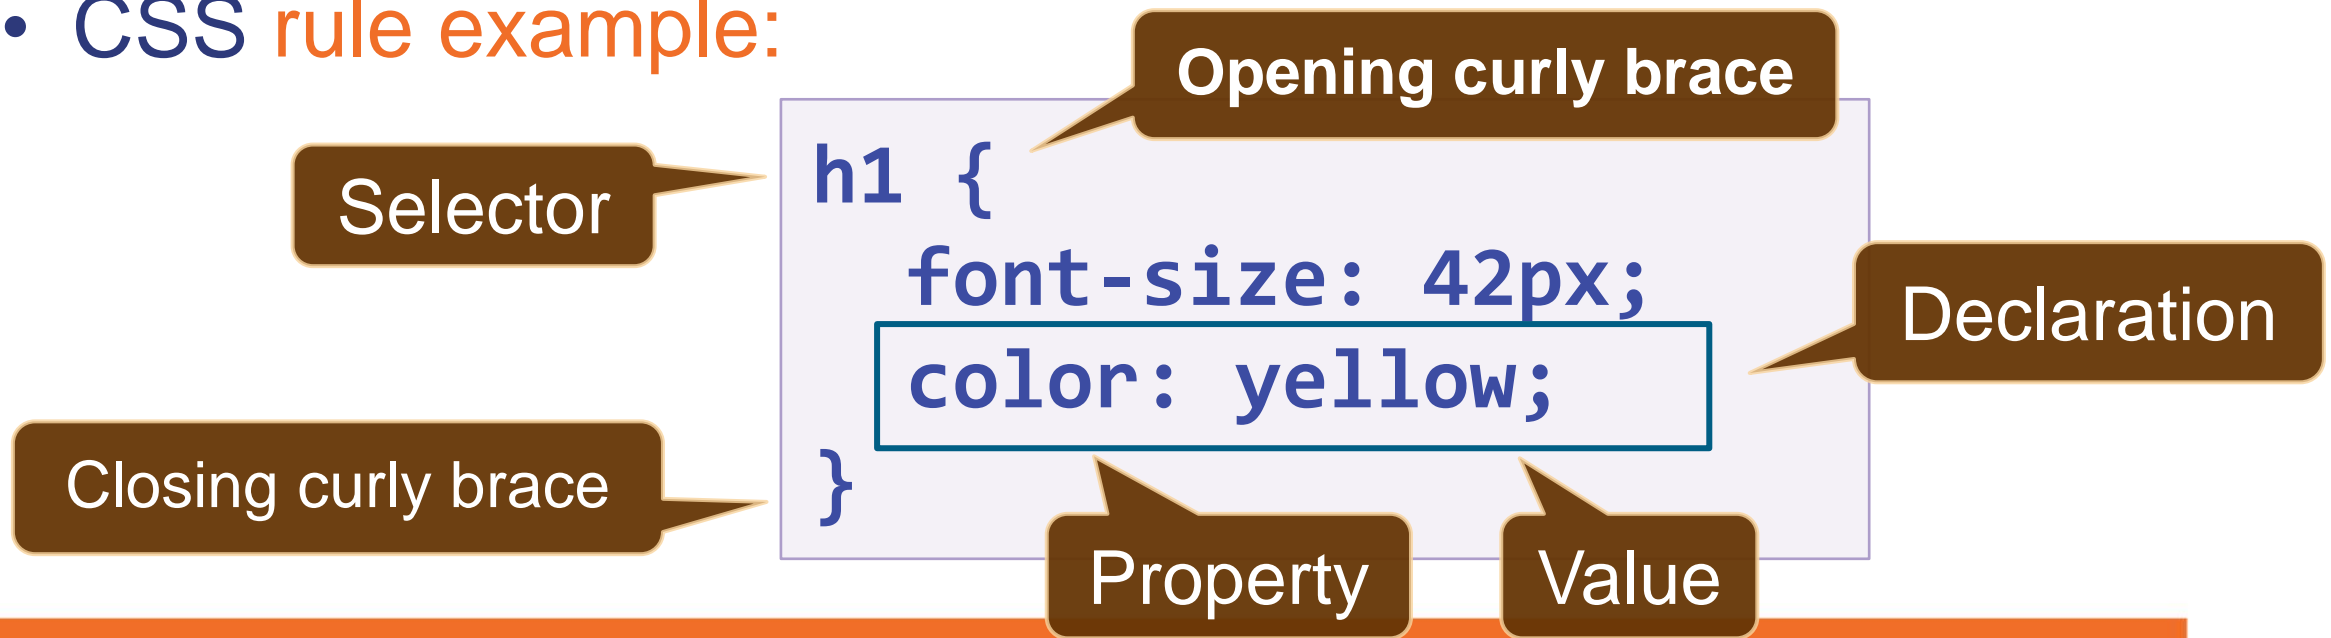 • CSS rule example:
Opening curly brace
Selector
h1 {
font-size: 42px;
Declaration
color: yellow;
Closing curly brace
}
Property
Value